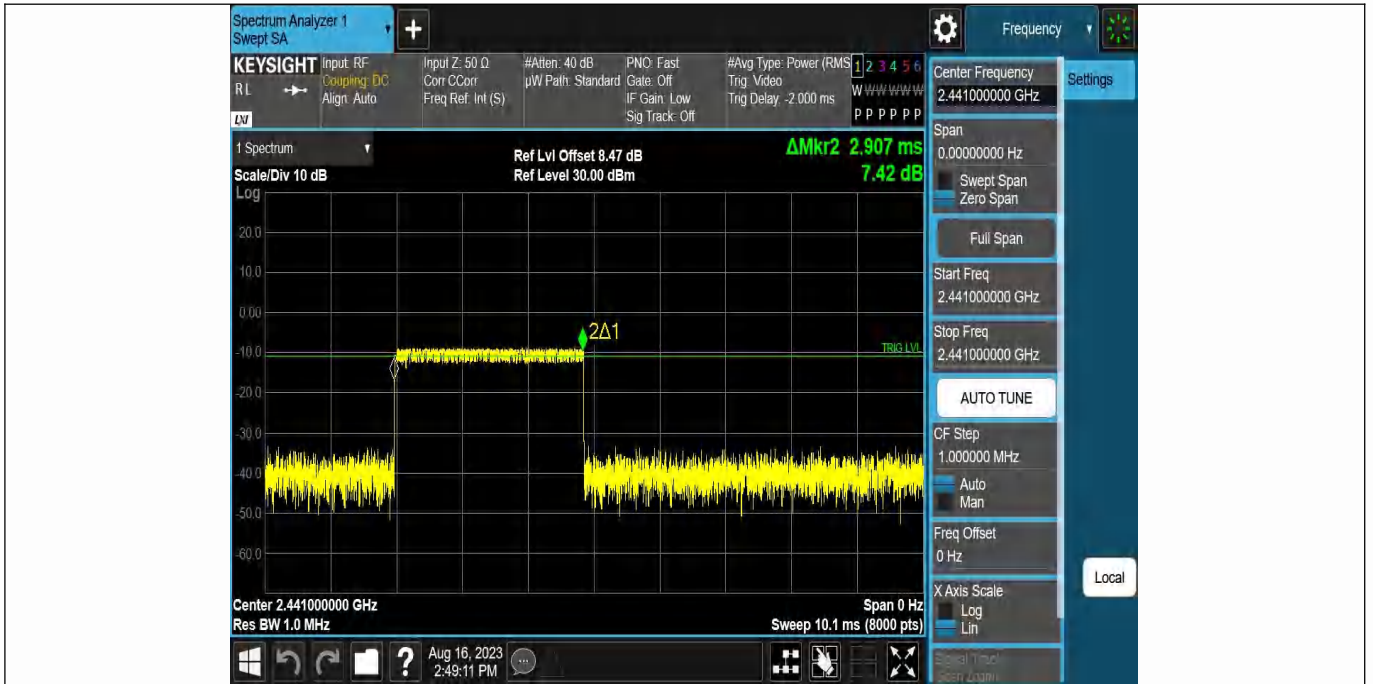 Spectrum Analyzer 1
Swept SA
+
Frequency
KEYSIGHT
RL
LXI
Input: RF
Coupling: DC
Align: Auto
Input Z: 50 Ω
Corr CCorr
Freq Ref: Int (S)
#Atten: 40 dB
µW Path: Standard
PNO: Fast
Gate: Off
IF Gain: Low
Sig Track: Off
#Avg Type: Power (RMS
Trig: Video
Trig Delay: -2.000 ms
1 2 3 4 5 6
W W W W W W
P P P P P P
Center Frequency
2.441000000 GHz
Settings
Span
0.00000000 Hz
Swept Span
Zero Span
Full Span
Start Freq
2.441000000 GHz
Stop Freq
2.441000000 GHz
AUTO TUNE
CF Step
1.000000 MHz
Auto
Man
Freq Offset
0 Hz
X Axis Scale
Log
Lin
Signal Track
Local
1 Spectrum
Scale/Div 10 dB
Log
Ref Lvl Offset 8.47 dB
Ref Level 30.00 dBm
ΔMkr2 2.907 ms
7.42 dB
20.0
10.0
0.00
-10.0
-20.0
-30.0
-40.0
-50.0
-60.0
2Δ1
TRIG LVL
Center 2.441000000 GHz
Res BW 1.0 MHz
Span 0 Hz
Sweep 10.1 ms (8000 pts)
?
Aug 16, 2023
2:49:11 PM